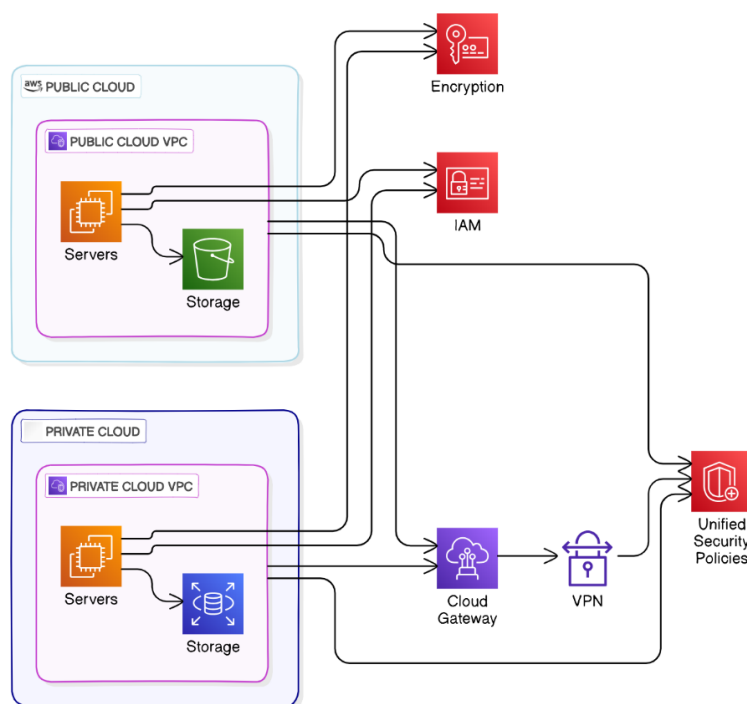 Encryption
aws
PUBLIC CLOUD
PUBLIC CLOUD VPC
Servers
Storage
IAM
PRIVATE CLOUD
PRIVATE CLOUD VPC
Servers
Storage
Cloud
Gateway
VPN
Unified
Security
Policies